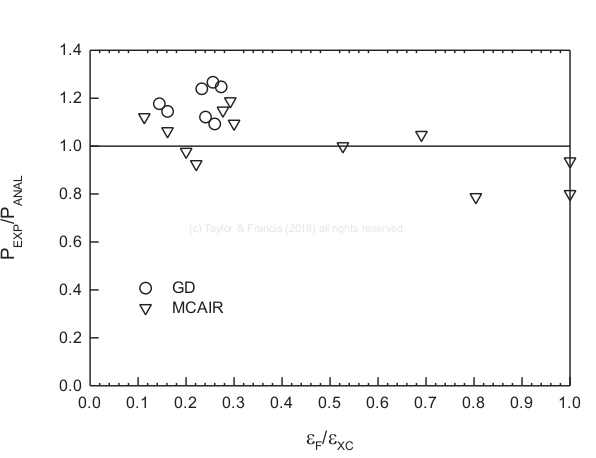 1.4
1.2
1.0
0.8
0.6
0.4
0.2
0.0
P_EXP/P_ANAL
(c) Taylor & Francis (2018) all rights reserved.
GD
MCAIR
0.0 0.1 0.2 0.3 0.4 0.5 0.6 0.7 0.8 0.9 1.0
ε_F/ε_XC